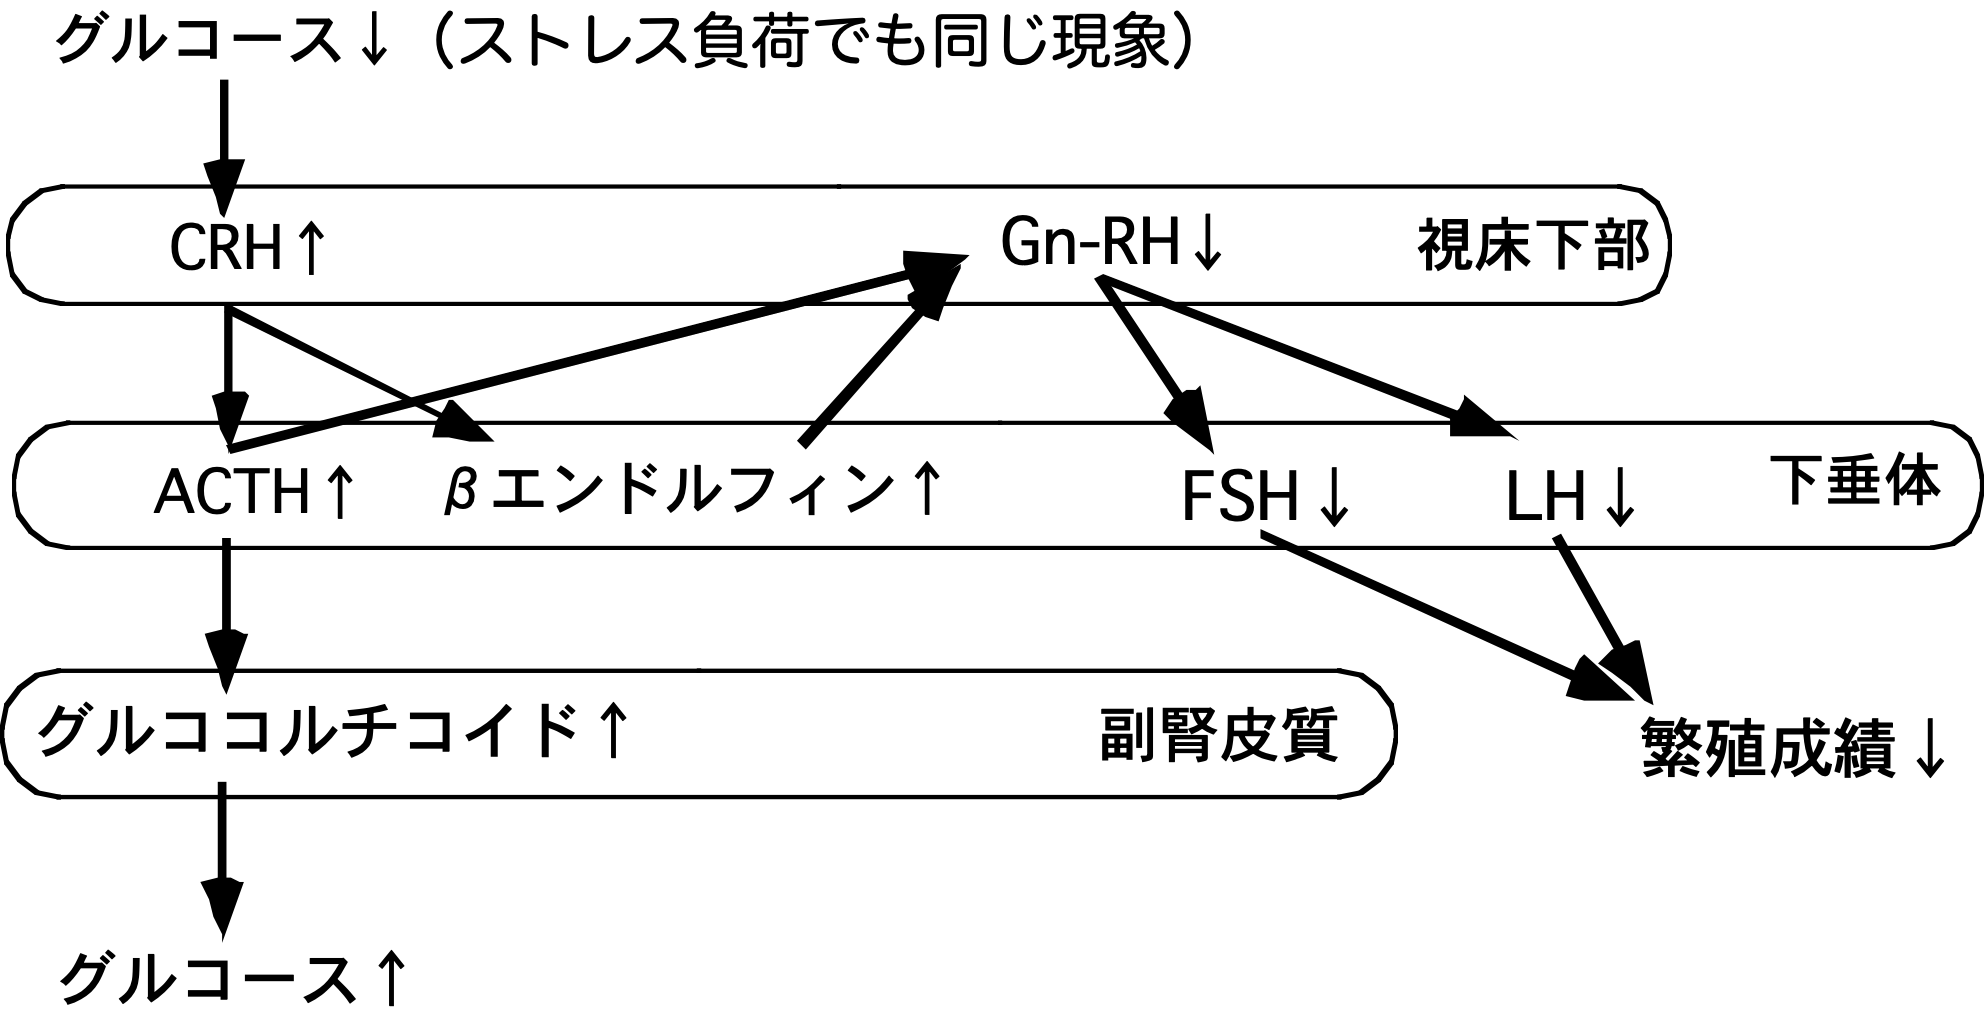 グルコース↓（ストレス負荷でも同じ現象）
CRH↑ Gn-RH↓ 視床下部
ACTH↑ βエンドルフィン↑ FSH↓ LH↓ 下垂体
グルココルチコイド↑ 副腎皮質 繁殖成績↓
グルコース↑